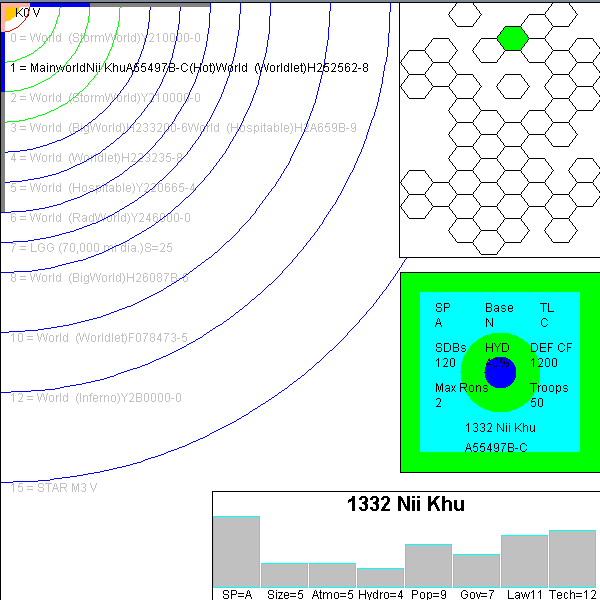 K0 V
0 = World (StormWorld)Y210000-0
1 = MainworldNii KhuA55497B-C(Hot)World (Worldlet)H252562-8
2 = World (StormWorld)Y210000-0
3 = World (BigWorld)H233200-6World (Hospitable)H2A659B-9
4 = World (Worldlet)H223235-8
5 = World (Hospitable)Y220665-4
6 = World (RadWorld)Y246000-0
7 = LGG (70,000 mi dia.)S=25
8 = World (BigWorld)H26087B-6
10 = World (Worldlet)F078473-5
12 = World (Inferno)Y2B0000-0
15 = STAR M3 V
SP Base TL
A N C
SDBs HYD DEF CF
120 40% 1200
Max Rons Troops
2 50
1332 Nii Khu
A55497B-C
1332 Nii Khu
SP=A Size=5 Atmo=5 Hydro=4 Pop=9 Gov=7 Law11 Tech=12